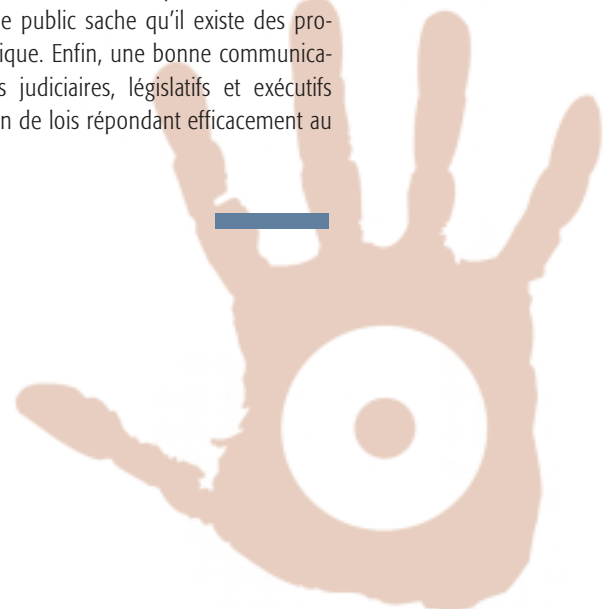 e public sache qu'il existe des pro-
ique. Enfin, une bonne communica-
s judiciaires, législatifs et exécutifs
n de lois répondant efficacement au